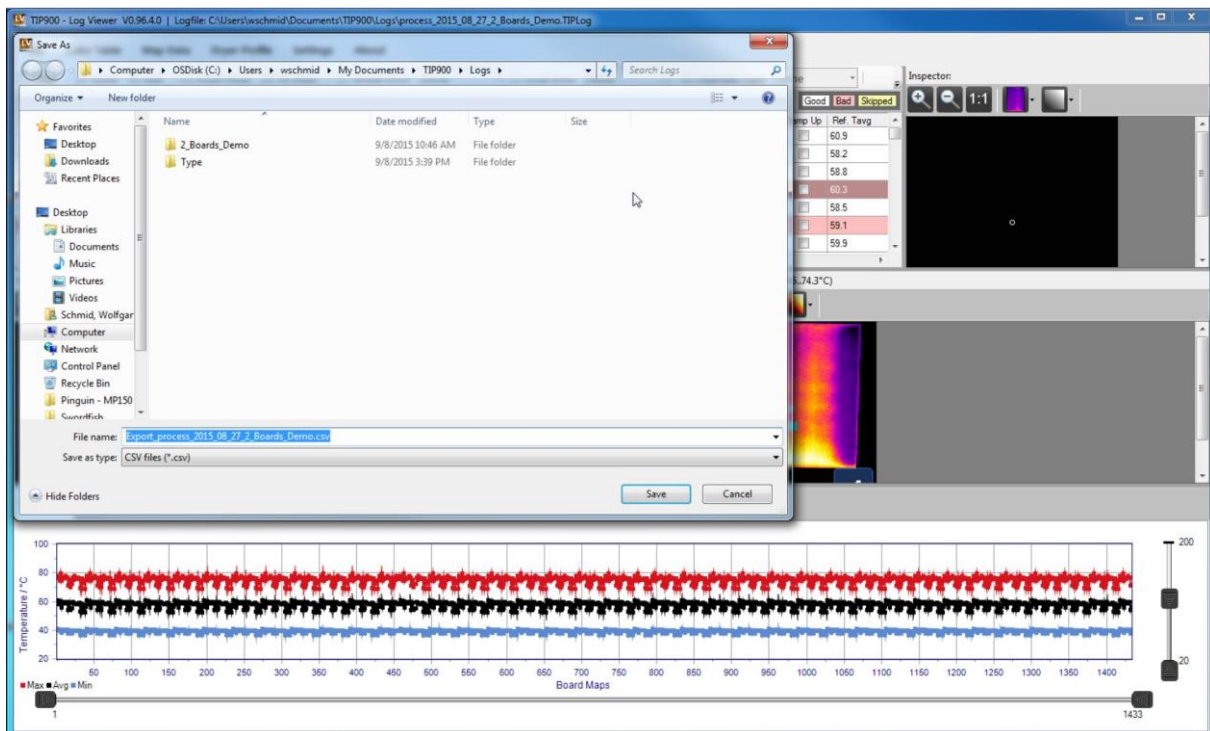 TIP900 - Log Viewer V0.96.4.0 | Logfile: C:\Users\wschmid\Documents\TIP900\Logs\process_2015_08_27_2_Boards_Demo.TIPLog
Save As
Computer OSDisk (C:) Users wschmid My Documents TIP900 Logs
Search Logs
Organize New folder
Favorites
Desktop
Downloads
Recent Places
Desktop
Libraries
Documents
Music
Pictures
Videos
Schmid, Wolfgar
Computer
Network
Control Panel
Recycle Bin
Pinguin - MP150
Swordfish
Name Date modified Type Size
2_Boards_Demo 9/8/2015 10:46 AM File folder
Type 9/8/2015 3:39 PM File folder
File name: Export_process_2015_08_27_2_Boards_Demo.csv
Save as type: CSV files (*.csv)
Hide Folders
Save Cancel
Good Bad Skipped
Ref. Tavg
60.9
58.2
58.8
60.3
58.5
59.1
59.9
Inspector:
1:1
74.3°C)
Temperature / °C
100
80
60
40
20
50 100 150 200 250 300 350 400 450 500 550 600 650 700 750 800 850 900 950 1000 1050 1100 1150 1200 1250 1300 1350 1400
Max Avg Min
Board Maps
200
20
1
1433